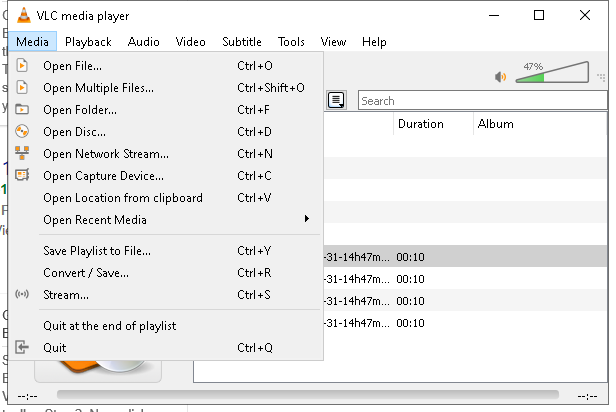 VLC media player
Media Playback Audio Video Subtitle Tools View Help
Open File... Ctrl+O
Open Multiple Files... Ctrl+Shift+O
Open Folder... Ctrl+F
Open Disc... Ctrl+D
Open Network Stream... Ctrl+N
Open Capture Device... Ctrl+C
Open Location from clipboard Ctrl+V
Open Recent Media
Save Playlist to File... Ctrl+Y
Convert / Save... Ctrl+R
Stream... Ctrl+S
Quit at the end of playlist
Quit Ctrl+Q
47%
Search
Duration Album
-31-14h47m... 00:10
-31-14h47m... 00:10
-31-14h47m... 00:10
-31-14h47m... 00:10
--:-- --:--